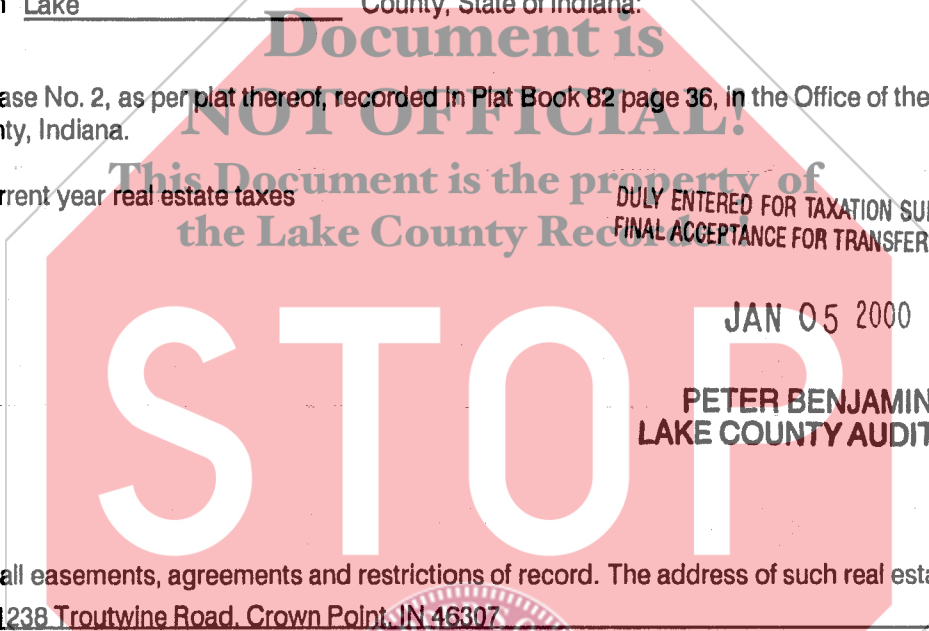 Lake County, State of Indiana:
Document is
ase No. 2, as per plat thereof, recorded in Plat Book 82 page 36, in the Office of the
NOT OFFICIAL!
nty, Indiana.
This Document is the property of
rrent year real estate taxes
DULY ENTERED FOR TAXATION SU
the Lake County Recorder!
FINAL ACCEPTANCE FOR TRANSFER
JAN 05 2000
STOP
PETER BENJAMIN
LAKE COUNTY AUDIT
all easements, agreements and restrictions of record. The address of such real esta
1238 Troutwine Road, Crown Point, IN 46307